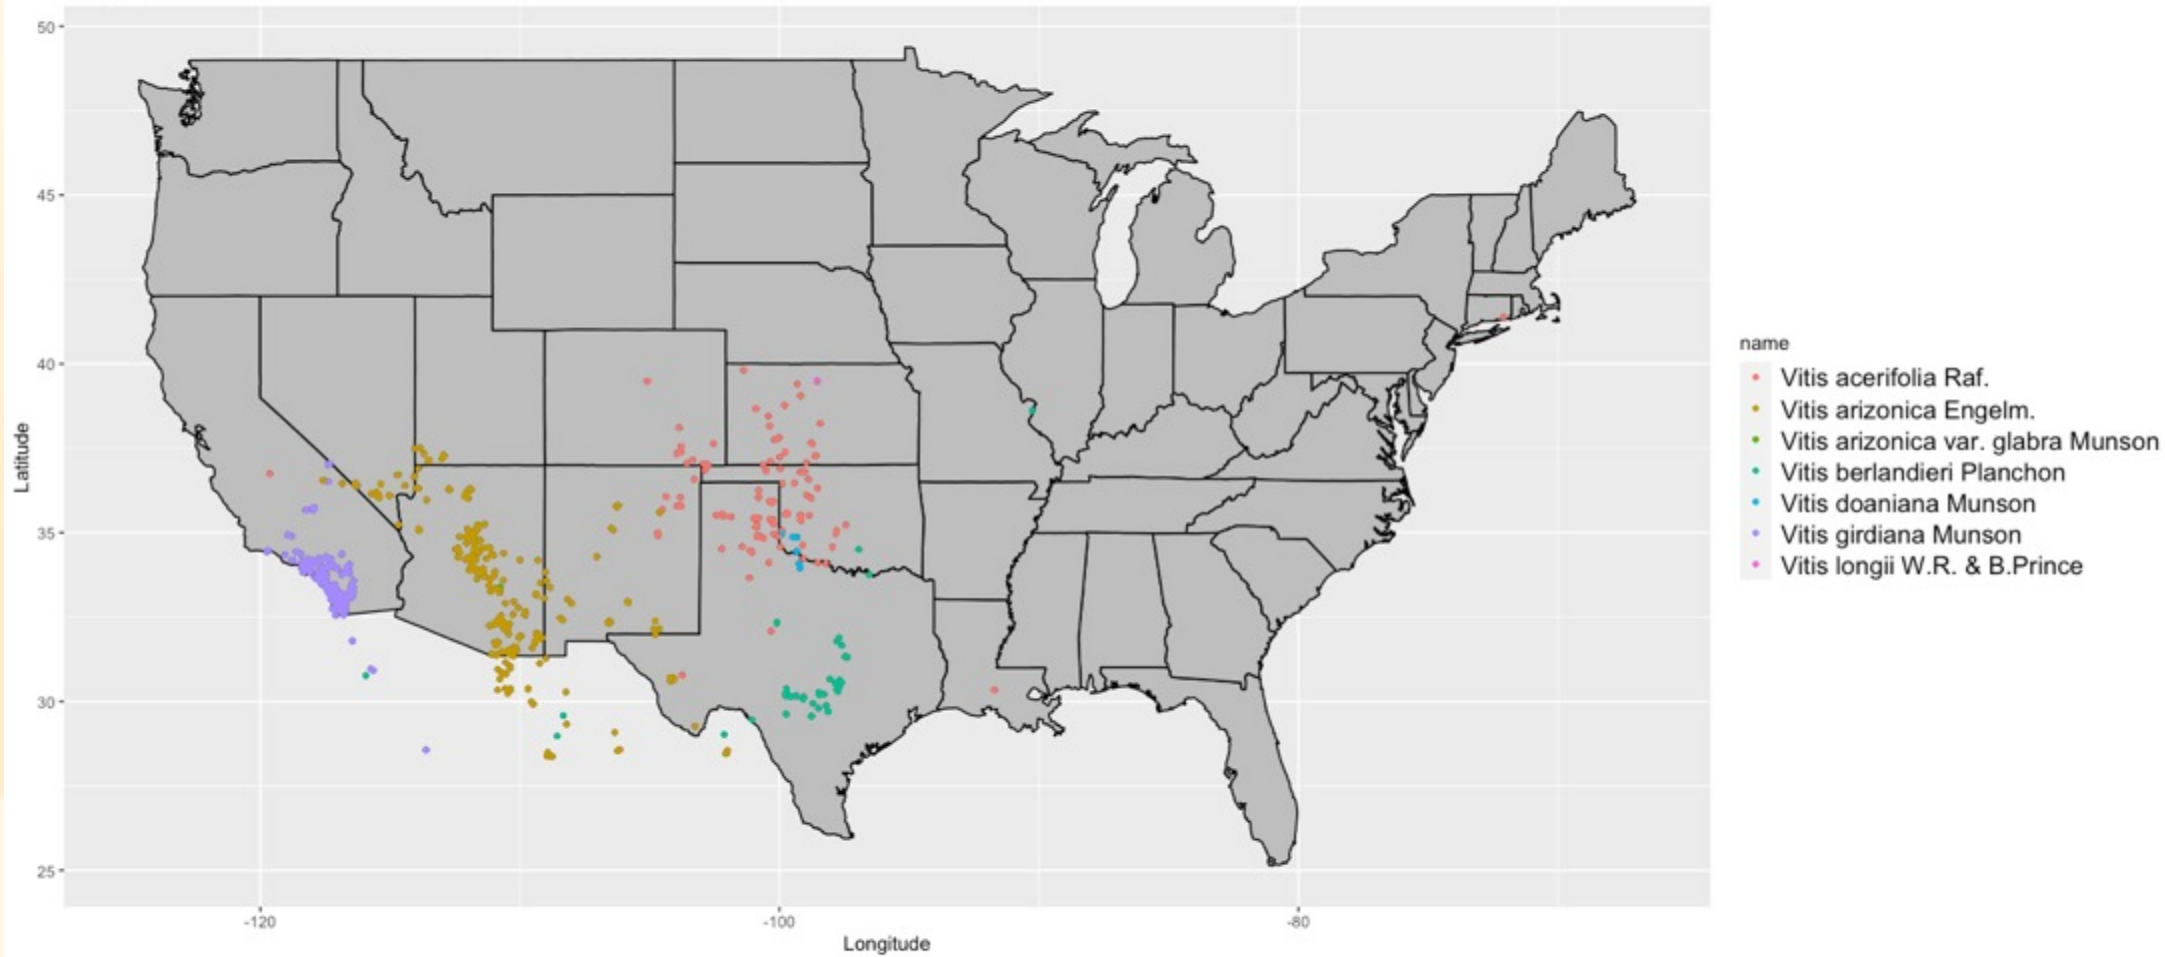 50
45
40
35
30
25
Latitude
-120
-100
-80
Longitude
name
Vitis acerifolia Raf.
Vitis arizonica Engelm.
Vitis arizonica var. glabra Munson
Vitis berlandieri Planchon
Vitis doaniana Munson
Vitis girdiana Munson
Vitis longii W.R. & B.Prince